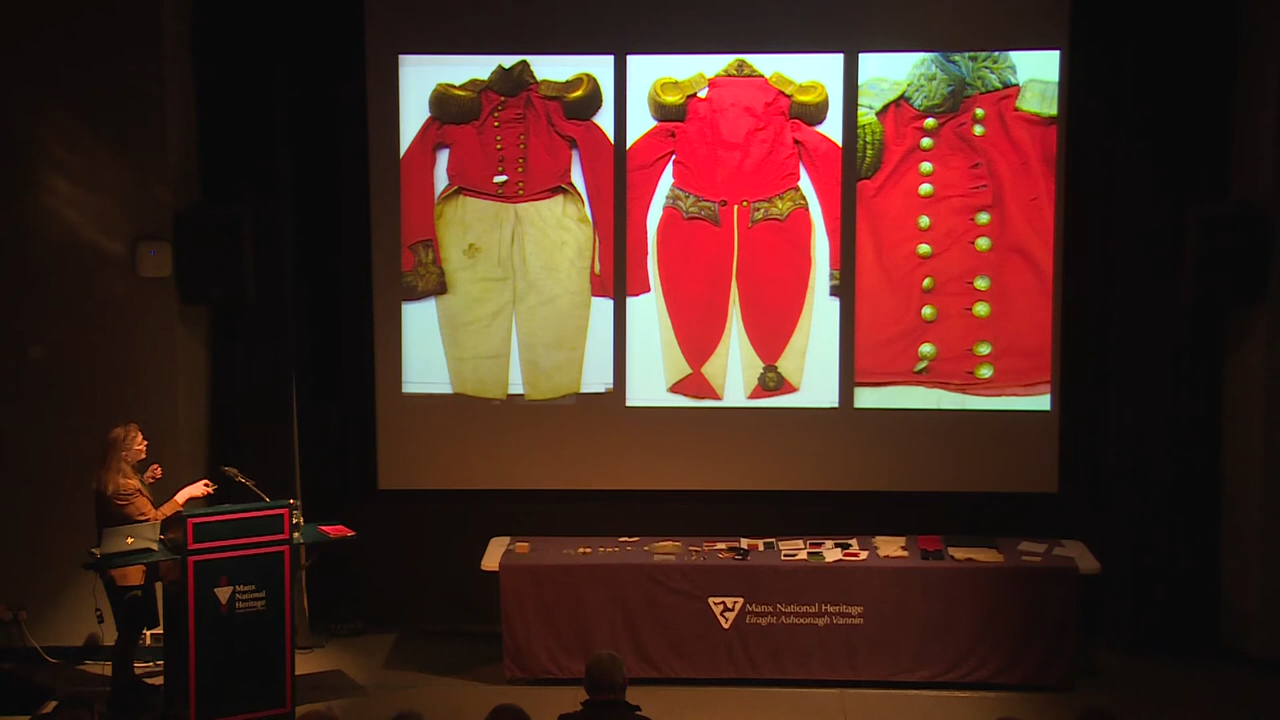 Manx
National
Heritage
Manx National Heritage
Eiraght Ashoonagh Vannin